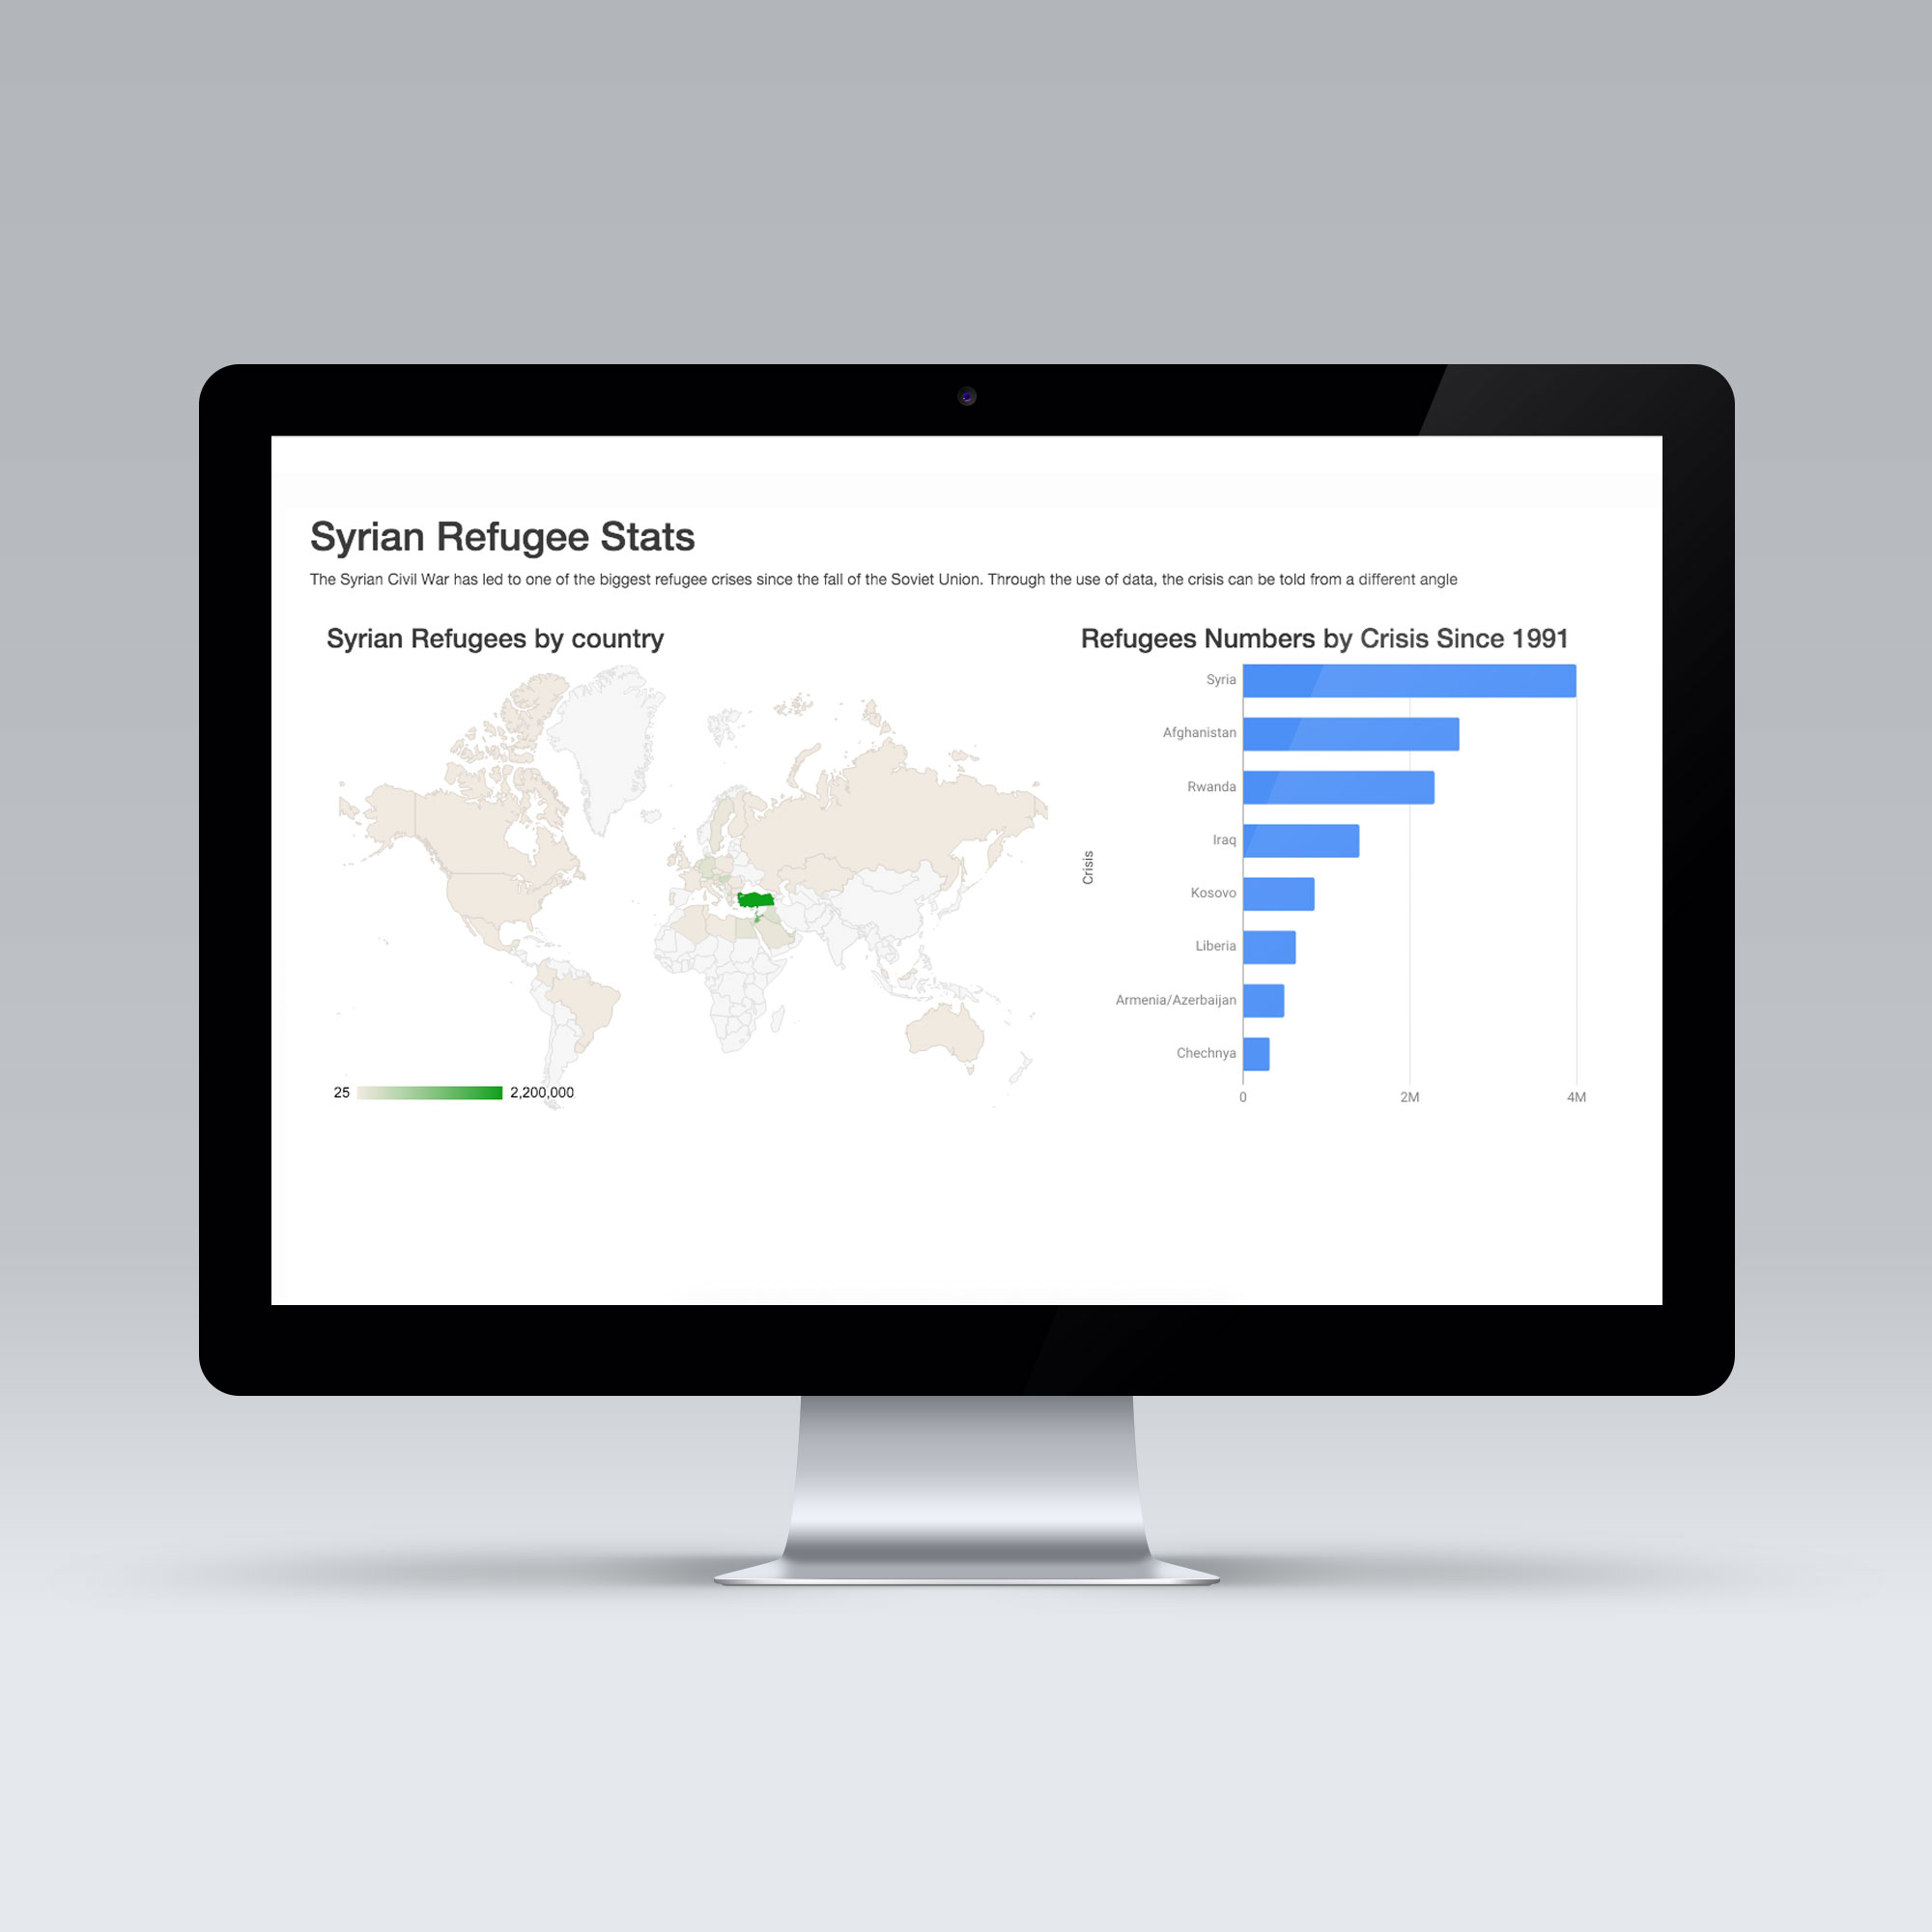 Syrian Refugee Stats
The Syrian Civil War has led to one of the biggest refugee crises since the fall of the Soviet Union. Through the use of data, the crisis can be told from a different angle
Syrian Refugees by country
25
2,200,000
Refugees Numbers by Crisis Since 1991
Crisis
Syria
Afghanistan
Rwanda
Iraq
Kosovo
Liberia
Armenia/Azerbaijan
Chechnya
0 2M 4M